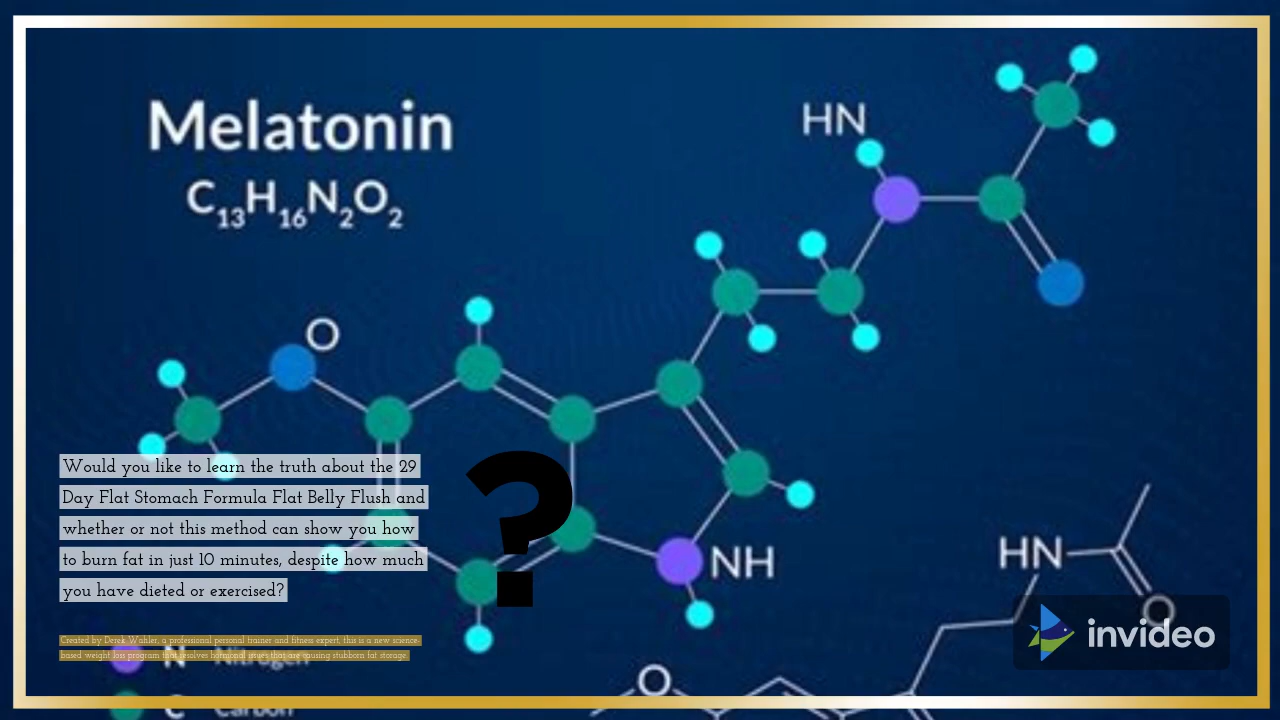 Melatonin
C₁₃H₁₆N₂O₂
HN
O
Would you like to learn the truth about the 29
Day Flat Stomach Formula Flat Belly Flush and
whether or not this method can show you how
to burn fat in just 10 minutes, despite how much
you have dieted or exercised?
?
NH
HN
O
invideo
Created by Derek Wahler, a professional personal trainer and fitness expert, this is a new science-
based weight loss program that resolves hormonal issues that are causing stubborn fat storage.
N Nitrogen
O
C Carbon